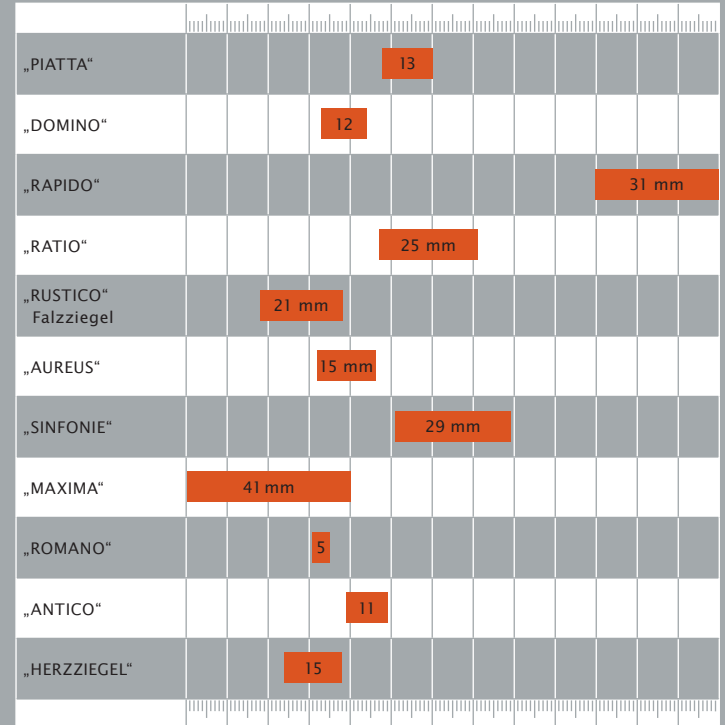 „PIATTA“ 13
„DOMINO“ 12
„RAPIDO“ 31 mm
„RATIO“ 25 mm
„RUSTICO“ 21 mm
Falzziegel
„AUREUS“ 15 mm
„SINFONIE“ 29 mm
„MAXIMA“ 41 mm
„ROMANO“ 5
„ANTICO“ 11
„HERZZIEGEL“ 15